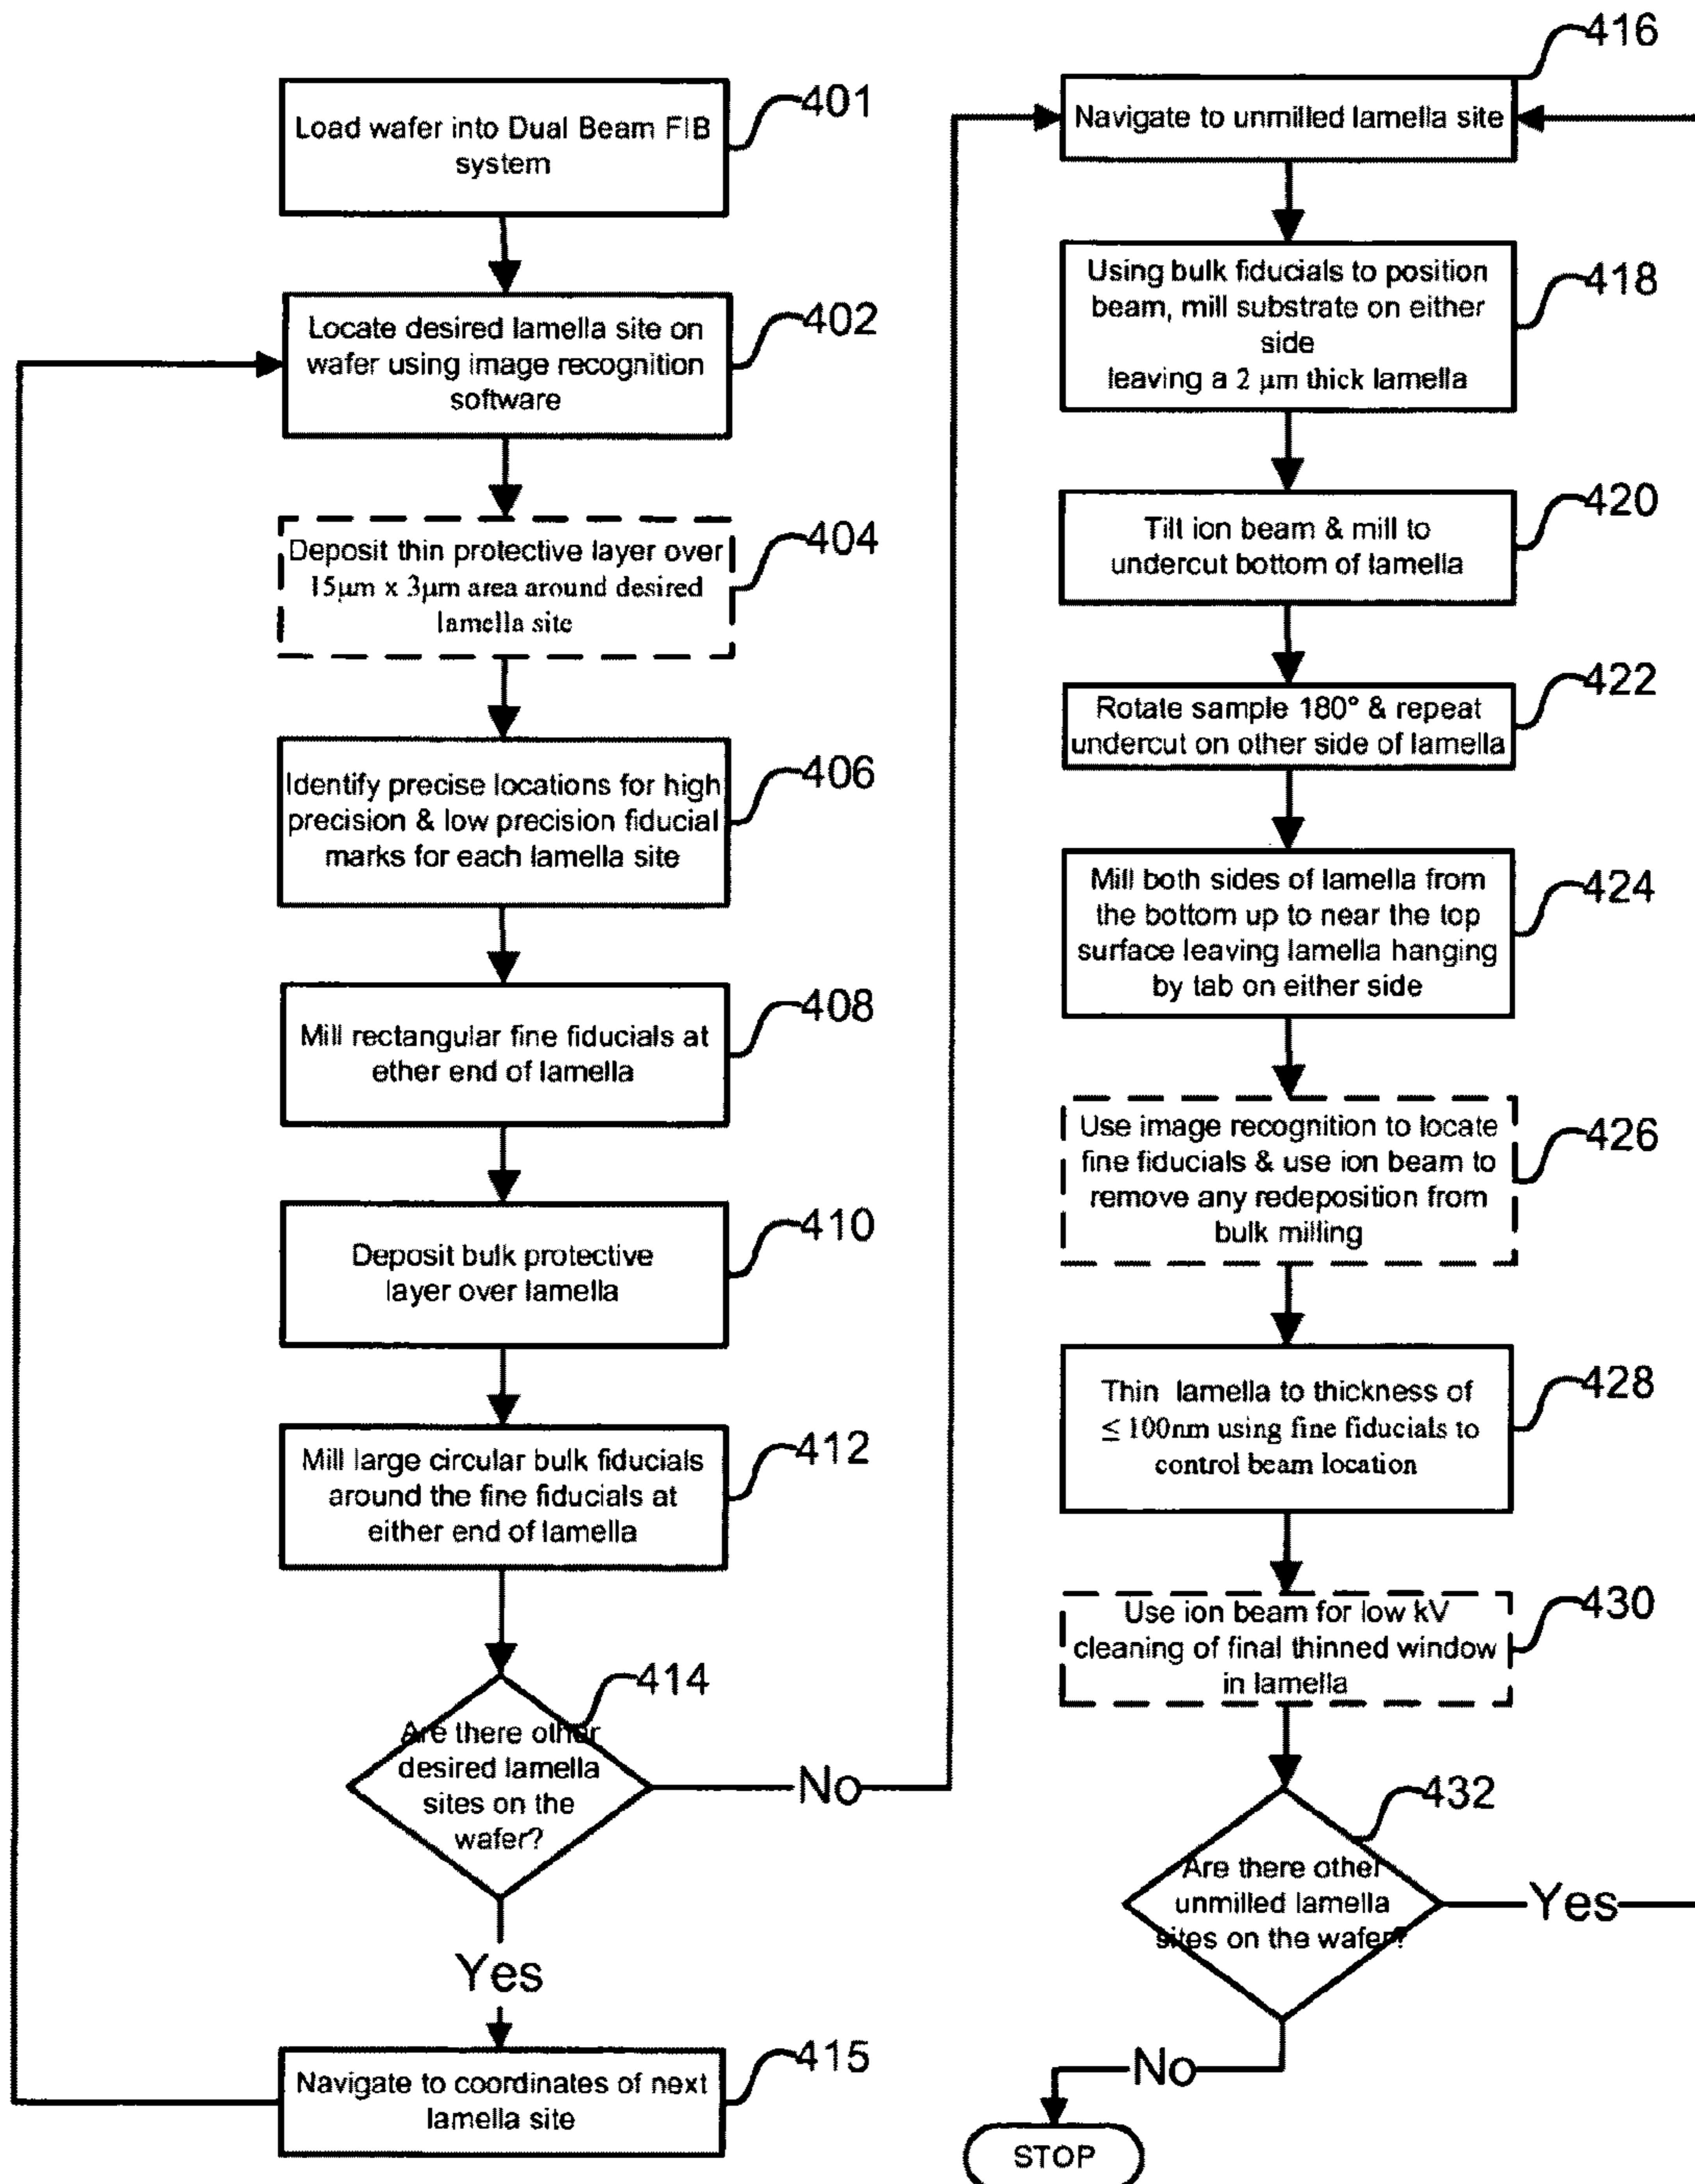 401
Load wafer into Dual Beam FIB
system
402
Locate desired lamella site on
wafer using image recognition
software
404
Deposit thin protective layer over
15µm x 3µm area around desired
lamella site
406
Identify precise locations for high
precision & low precision fiducial
marks for each lamella site
408
Mill rectangular fine fiducials at
ether end of lamella
410
Deposit bulk protective
layer over lamella
412
Mill large circular bulk fiducials
around the fine fiducials at
either end of lamella
414
Are there other
desired lamella
sites on the
wafer?
No
Yes
415
Navigate to coordinates of next
lamella site
416
Navigate to unmilled lamella site
418
Using bulk fiducials to position
beam, mill substrate on either
side
leaving a 2 µm thick lamella
420
Tilt ion beam & mill to
undercut bottom of lamella
422
Rotate sample 180° & repeat
undercut on other side of lamella
424
Mill both sides of lamella from
the bottom up to near the top
surface leaving lamella hanging
by tab on either side
426
Use image recognition to locate
fine fiducials & use ion beam to
remove any redeposition from
bulk milling
428
Thin lamella to thickness of
≤ 100nm using fine fiducials to
control beam location
430
Use ion beam for low kV
cleaning of final thinned window
in lamella
432
Are there other
unmilled lamella
sites on the wafer?
Yes
No
STOP